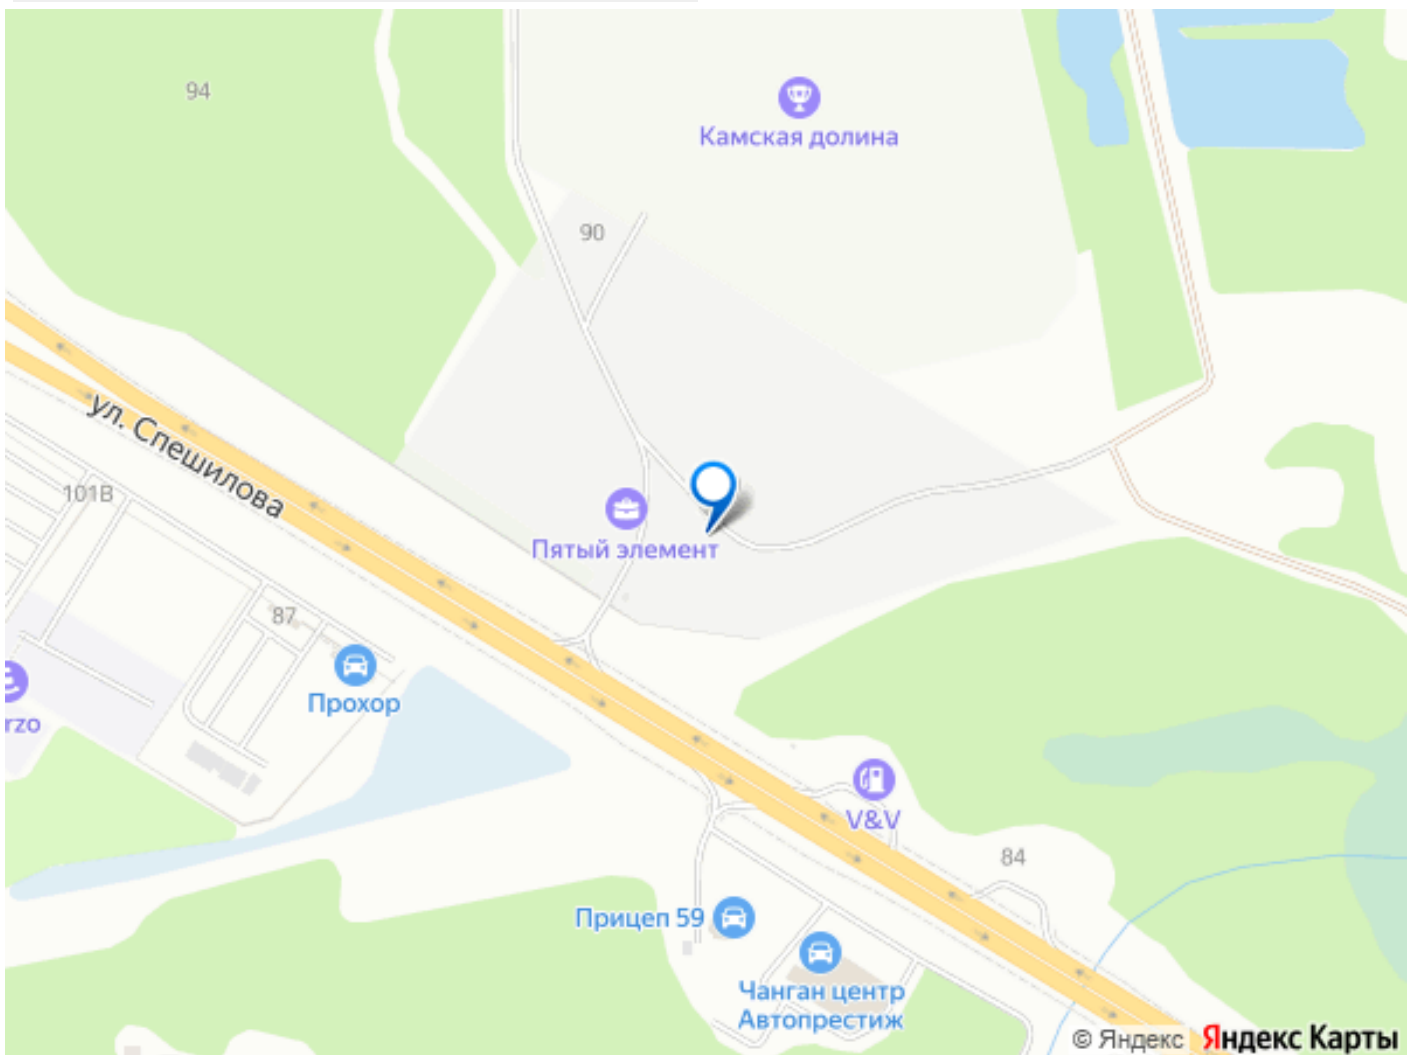 94
Камская долина
90
ул. Спешилова
101В
Пятый элемент
87
Прохор
rzo
V&V
84
Прицеп 59
Чанган центр
Автопрестиж
© Яндекс Яндекс Карты